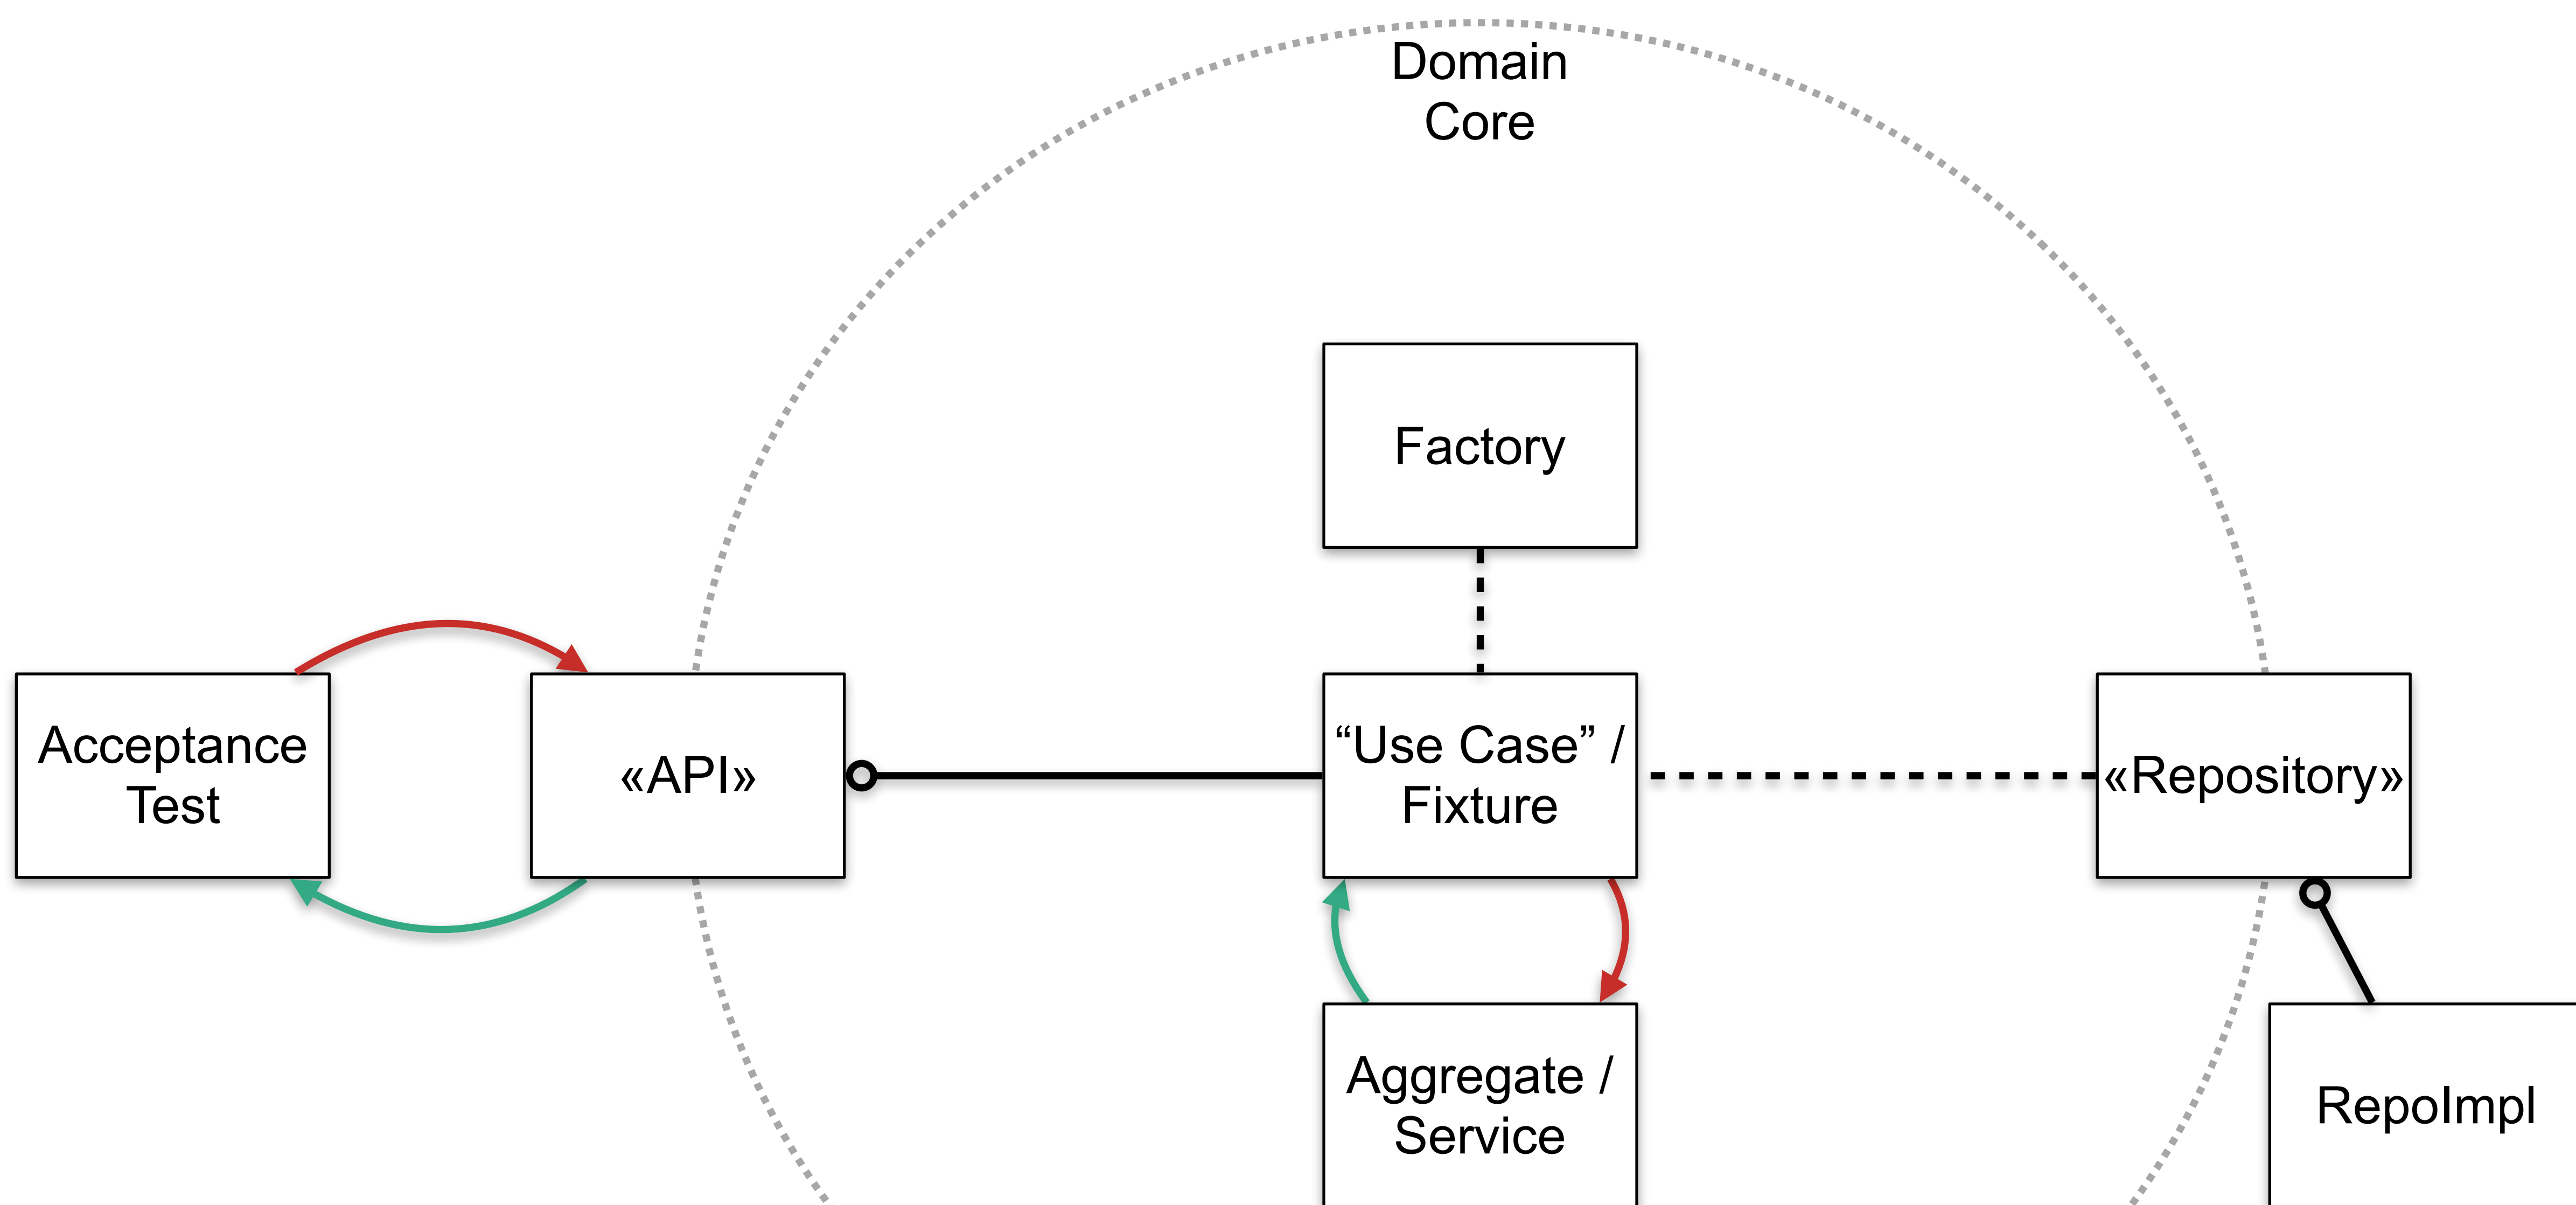 Domain
Core
Factory
Acceptance
Test
«API»
“Use Case” /
Fixture
«Repository»
Aggregate /
Service
RepoImpl